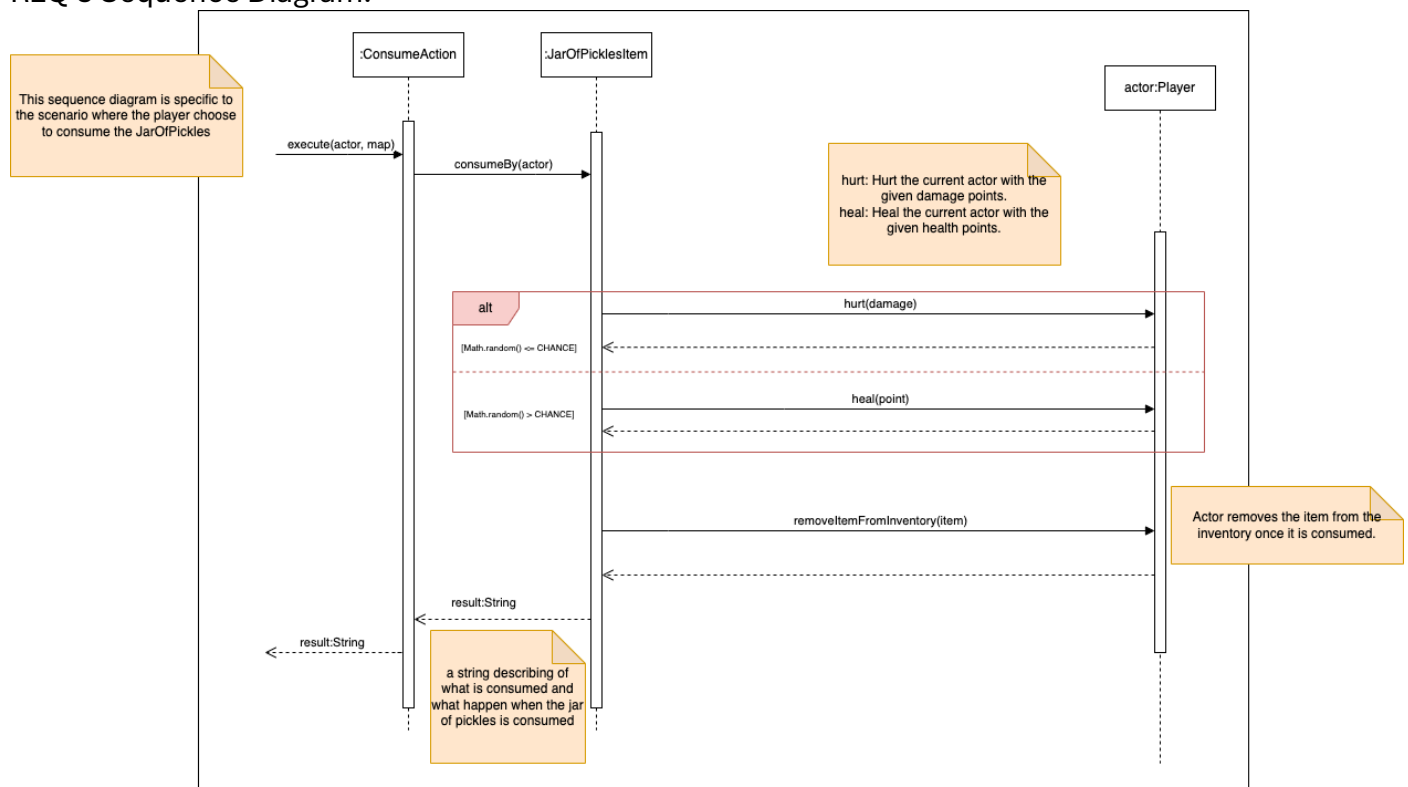 Sequence Diagram:
:ConsumeAction
:JarOfPicklesItem
actor:Player
This sequence diagram is specific to
the scenario where the player choose
to consume the JarOfPickles
execute(actor, map)
consumeBy(actor)
hurt: Hurt the current actor with the
given damage points.
heal: Heal the current actor with the
given health points.
alt
hurt(damage)
[Math.random() <= CHANCE]
heal(point)
[Math.random() > CHANCE]
removeItemFromInventory(item)
Actor removes the item from the
inventory once it is consumed.
result:String
result:String
a string describing of
what is consumed and
what happen when the jar
of pickles is consumed